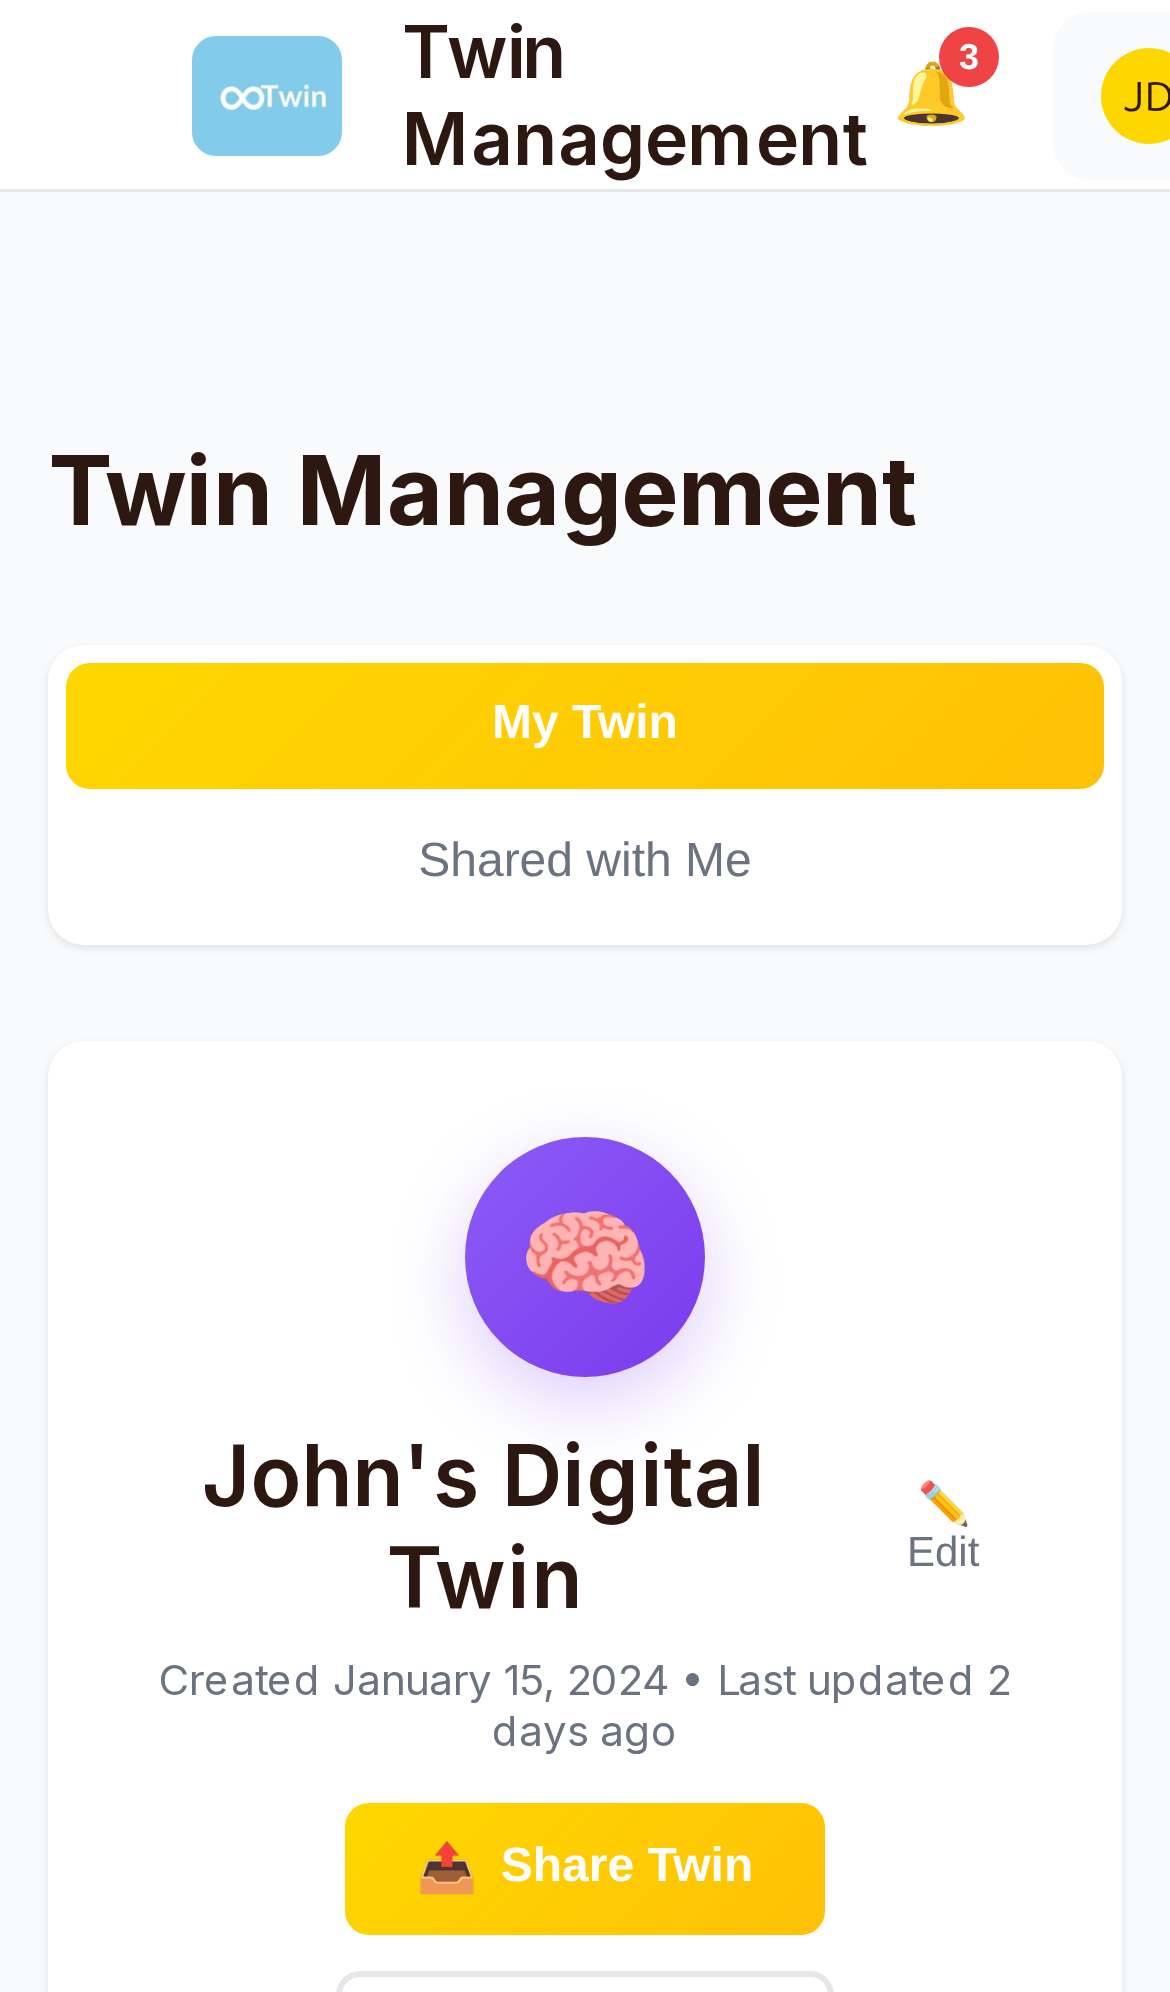 ∞Twin
Twin
Management
3
JD
Twin Management
My Twin
Shared with Me
John's Digital
Twin
Edit
Created January 15, 2024 • Last updated 2
days ago
Share Twin